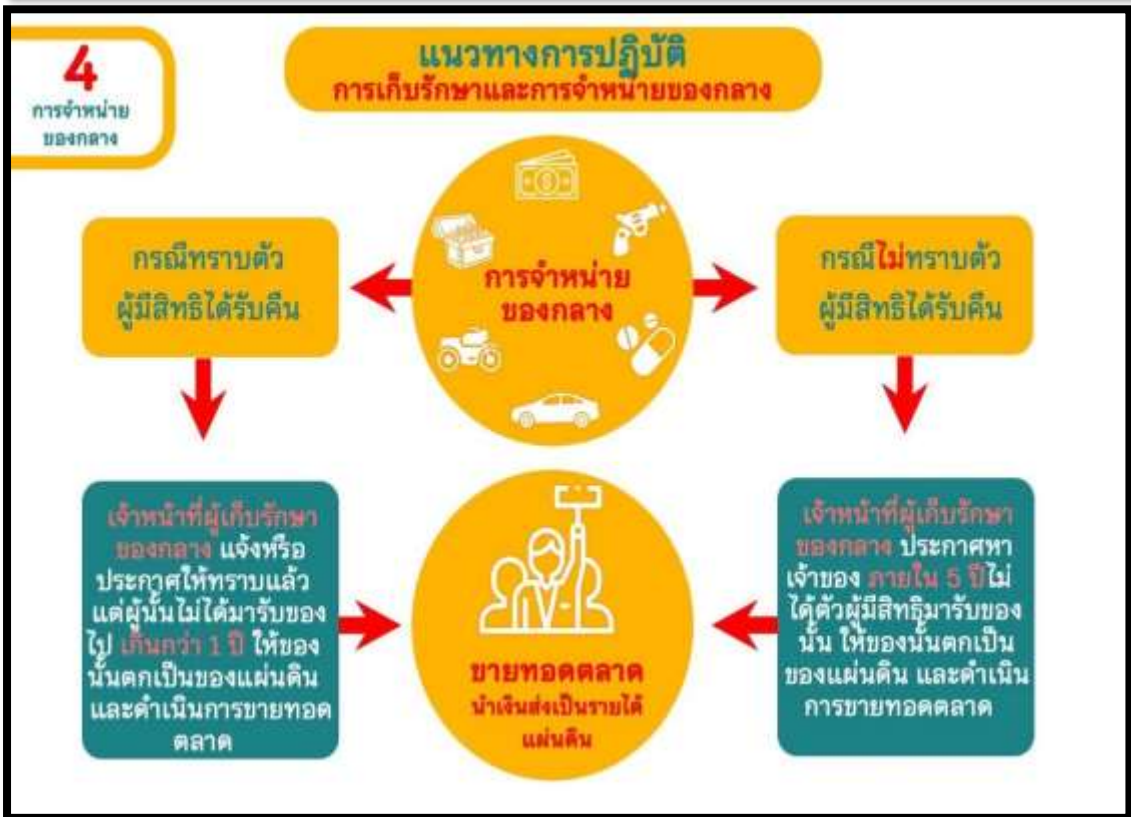 4
การจำหน่าย
ของกลาง
แนวทางการปฏิบัติ
การเก็บรักษาและการจำหน่ายของกลาง
กรณีทราบตัว
ผู้มีสิทธิได้รับคืน
การจำหน่าย
ของกลาง
กรณีไม่ทราบตัว
ผู้มีสิทธิได้รับคืน
เจ้าหน้าที่ผู้เก็บรักษา
ของกลาง แจ้งหรือ
ประกาศให้ทราบแล้ว
แต่ผู้นั้นไม่ได้มารับของ
ไป เกินกว่า 1 ปี ให้ของ
นั้นตกเป็นของแผ่นดิน
และดำเนินการขายทอด
ตลาด
ขายทอดตลาด
นำเงินส่งเป็นรายได้
แผ่นดิน
เจ้าหน้าที่ผู้เก็บรักษา
ของกลาง ประกาศหา
เจ้าของ ภายใน 5 ปีไม่
ได้ตัวผู้มีสิทธิมารับของ
นั้น ให้ของนั้นตกเป็น
ของแผ่นดิน และดำเนิน
การขายทอดตลาด